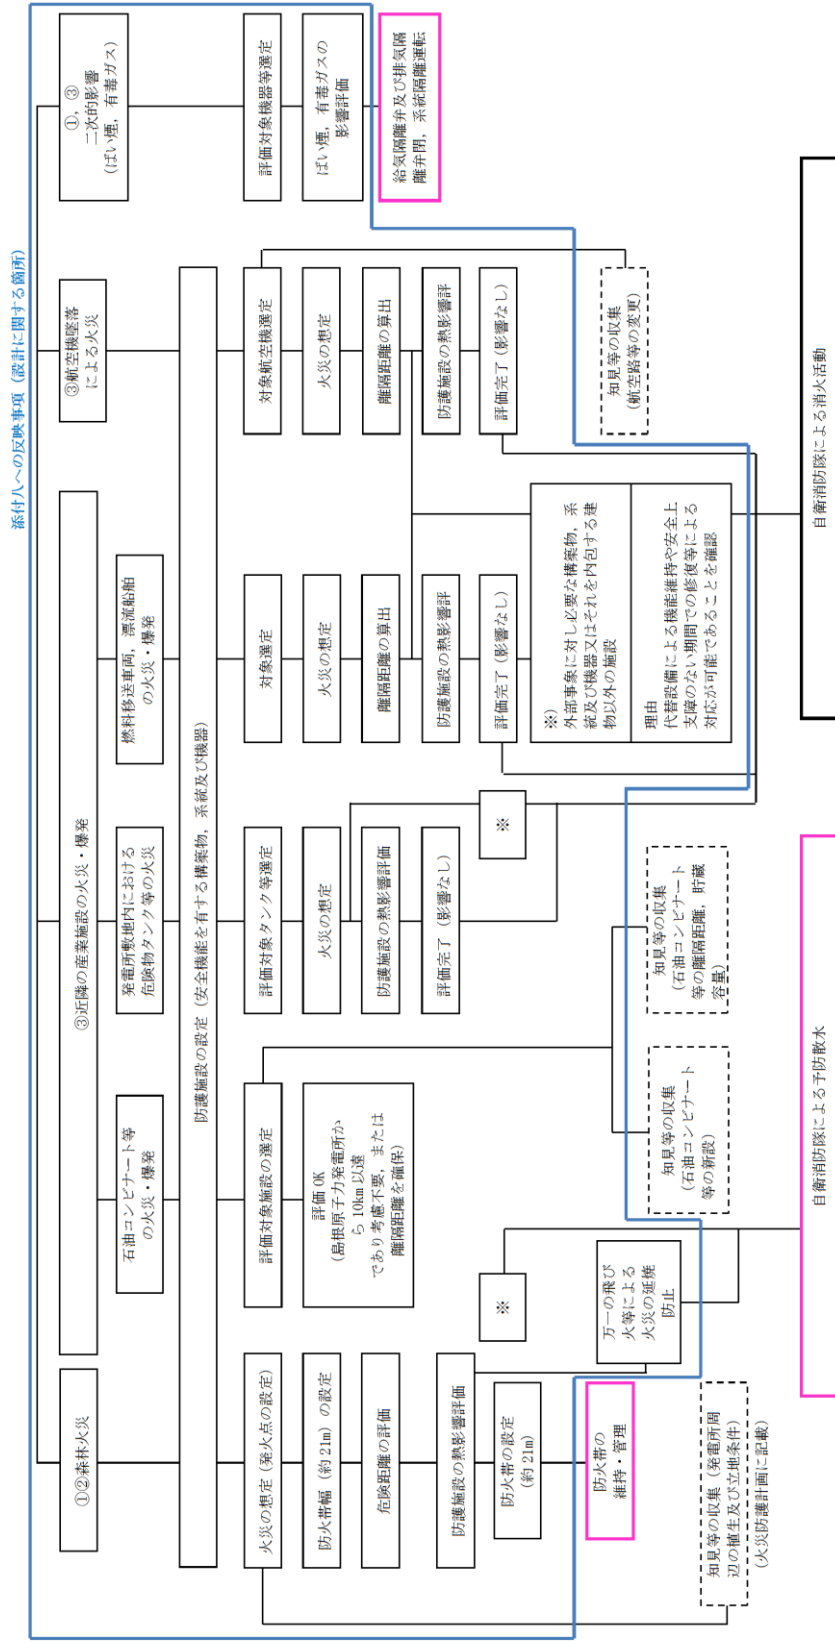 添付八への反映事項（設計に関する箇所）
①②森林火災
③近隣の産業施設の火災・爆発
③航空機墜落
による火災
①，③
二次的影響
（ばい煙，有毒ガス）
石油コンビナート等
の火災・爆発
発電所敷地内における
危険物タンク等の火災
燃料移送車両，漂流船舶
の火災・爆発
防護施設の設定（安全機能を有する構築物，系統及び機器）
火災の想定（発火点の設定）
防火帯幅（約21m）の設定
危険距離の評価
防護施設の熱影響評価
防火帯の設定
（約21m）
防火帯の
維持・管理
知見等の収集（発電所周
辺の植生及び立地条件）
（火災防護計画に記載）
評価対象施設の選定
評価OK
（島根原子力発電所か
ら10km以遠
であり考慮不要，または
離隔距離を確保）
※
万一の飛び
火等による
火災の延焼
防止
知見等の収集
（石油コンビナート
等の新設）
知見等の収集
（石油コンビナート
等の離隔距離，貯蔵
容量）
評価対象タンク等選定
火災の想定
防護施設の熱影響評価
評価完了（影響なし）
※
対象選定
火災の想定
離隔距離の算出
防護施設の熱影響評
評価完了（影響なし）
※）
外部事象に対し必要な構築物，系
統及び機器又はそれを内包する建
物以外の施設
理由
代替設備による機能維持や安全上
支障のない期間での修復等による
対応が可能であることを確認
対象航空機選定
火災の想定
離隔距離の算出
防護施設の熱影響評
評価完了（影響なし）
知見等の収集
（航空路等の変更）
評価対象機器等選定
ばい煙，有毒ガスの
影響評価
給気隔離弁及び排気隔
離弁閉，系統隔離運転
自衛消防隊による予防散水
自衛消防隊による消火活動